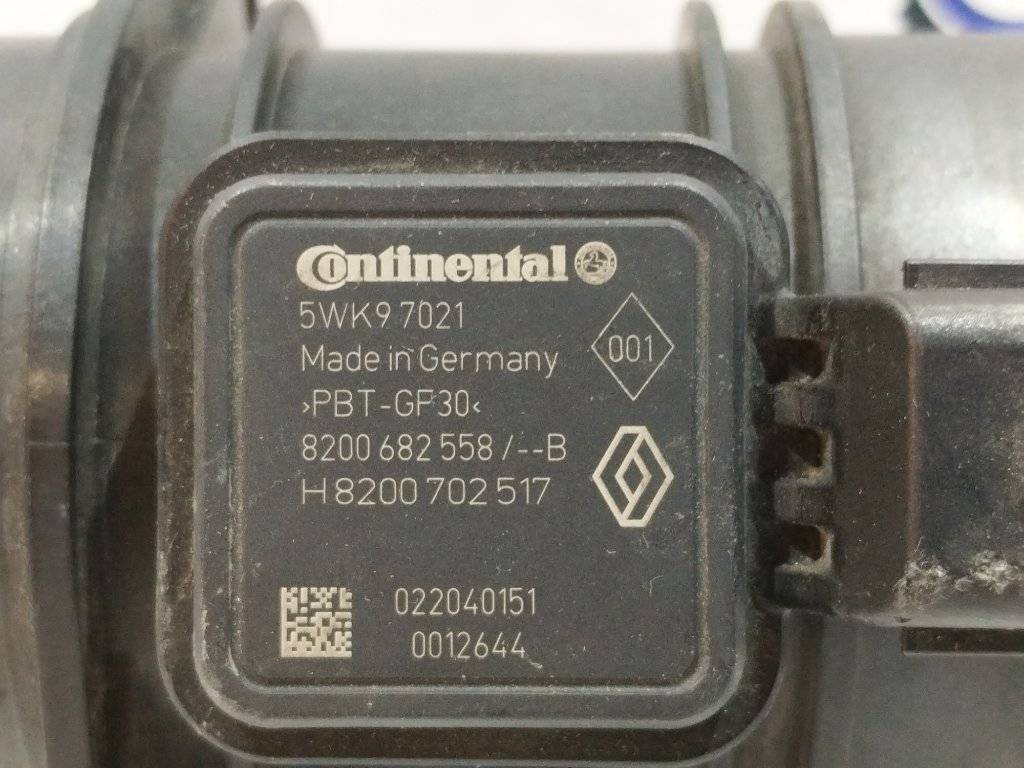 Continental
5WK9 7021
Made in Germany
001
>PBT-GF30<
8200 682 558 /--B
H 8200 702 517
022040151
0012644